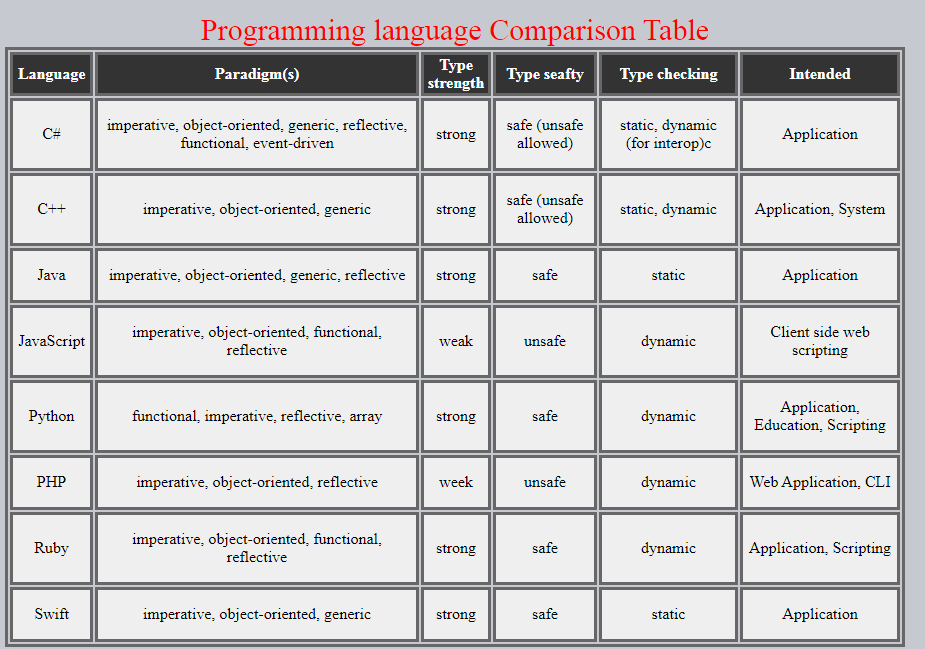 Programming language Comparison Table
Language Paradigm(s) Type strength Type seafty Type checking Intended
C# imperative, object-oriented, generic, reflective, functional, event-driven strong safe (unsafe allowed) static, dynamic (for interop)c Application
C++ imperative, object-oriented, generic strong safe (unsafe allowed) static, dynamic Application, System
Java imperative, object-oriented, generic, reflective strong safe static Application
JavaScript imperative, object-oriented, functional, reflective weak unsafe dynamic Client side web scripting
Python functional, imperative, reflective, array strong safe dynamic Application, Education, Scripting
PHP imperative, object-oriented, reflective week unsafe dynamic Web Application, CLI
Ruby imperative, object-oriented, functional, reflective strong safe dynamic Application, Scripting
Swift imperative, object-oriented, generic strong safe static Application